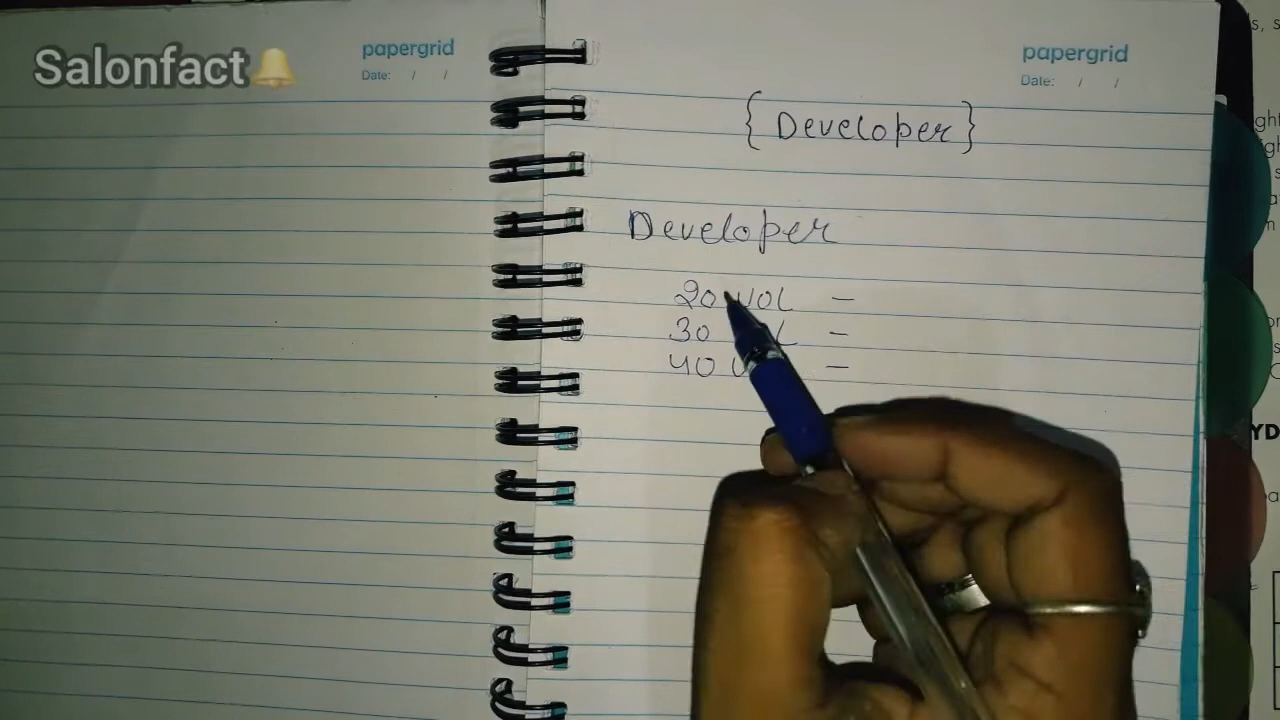 Salonfact🔔
papergrid
Date: / /
papergrid
Date: / /
{Developer}
Developer
20 VOL -
30 -
40 -